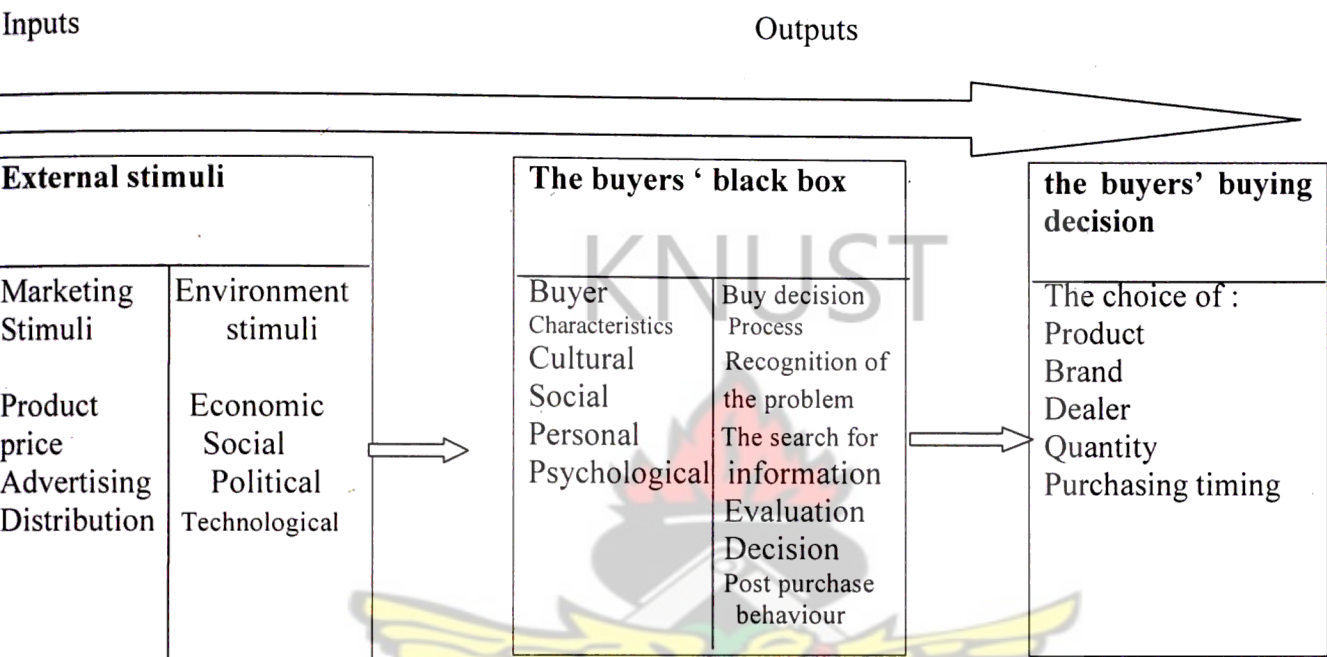 Inputs
Outputs
External stimuli
Marketing
Stimuli
Product
price
Advertising
Distribution
Environment
stimuli
Economic
Social
Political
Technological
The buyers ‘ black box
KNUST
Buyer
Characteristics
Cultural
Social
Personal
Psychological
Buy decision
Process
Recognition of
the problem
The search for
information
Evaluation
Decision
Post purchase
behaviour
the buyers’ buying
decision
The choice of :
Product
Brand
Dealer
Quantity
Purchasing timing